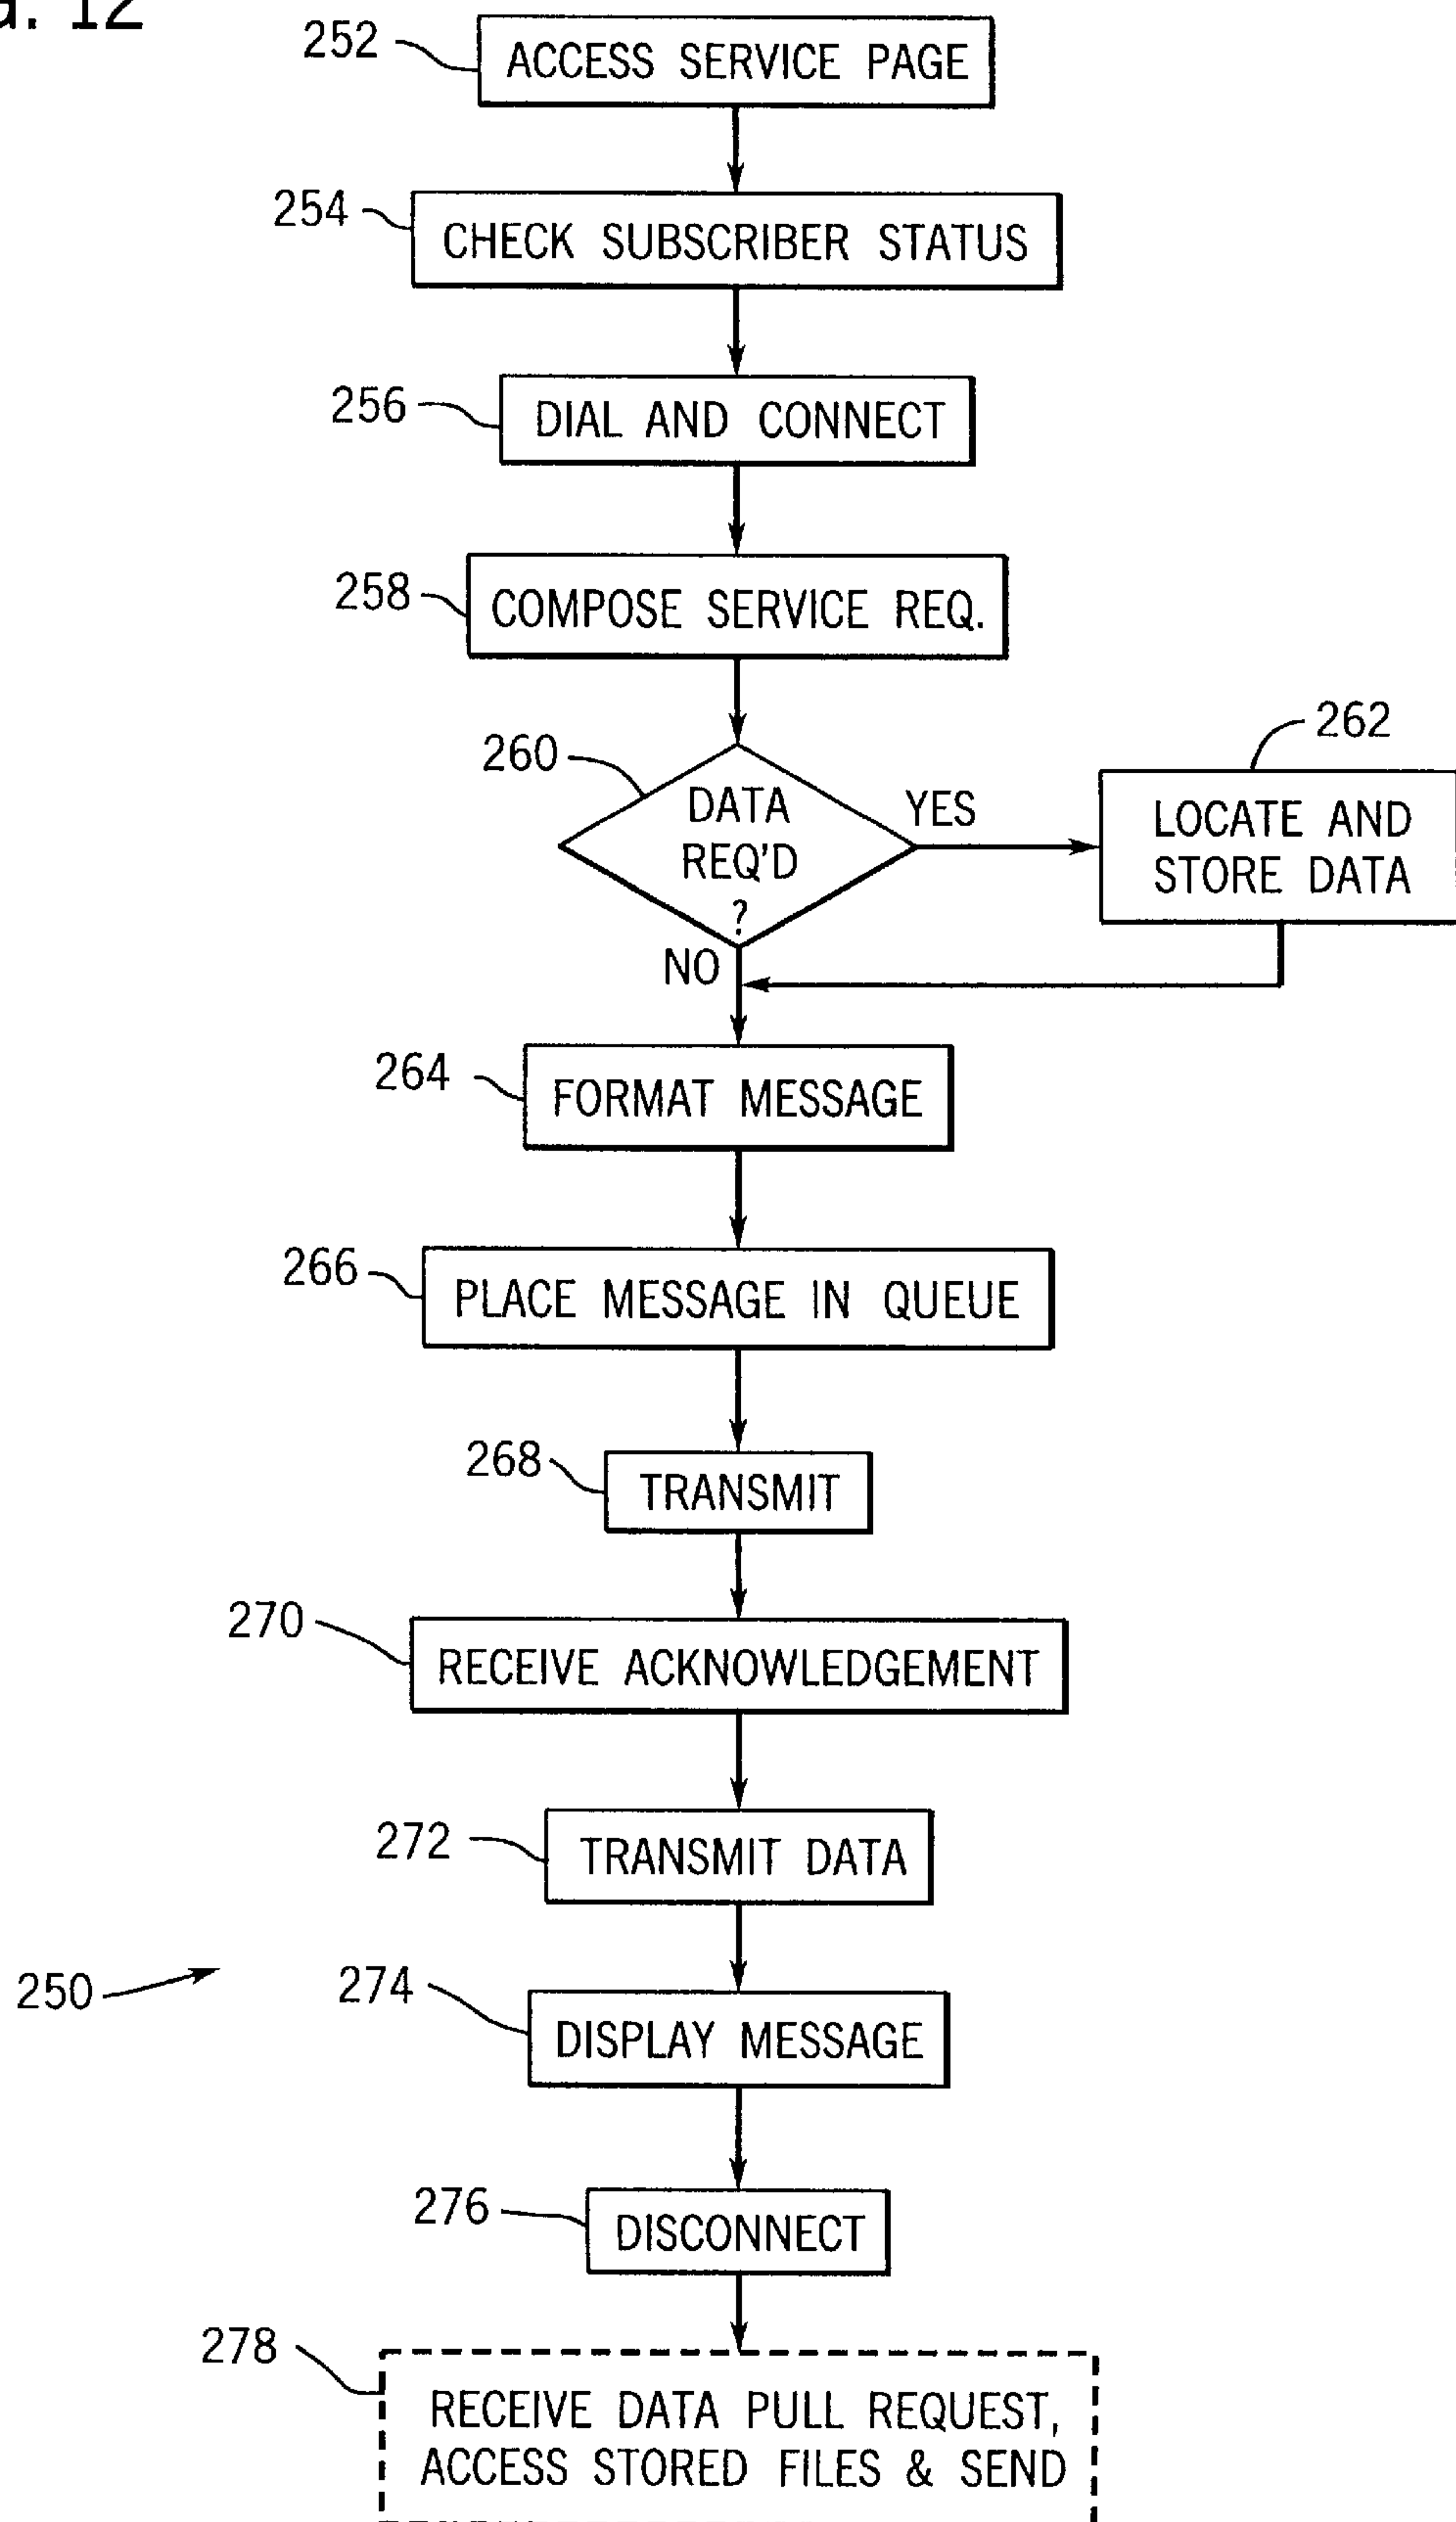 G. 12
252
ACCESS SERVICE PAGE
254
CHECK SUBSCRIBER STATUS
256
DIAL AND CONNECT
258
COMPOSE SERVICE REQ.
260
DATA
REQ'D
?
YES
262
LOCATE AND
STORE DATA
NO
264
FORMAT MESSAGE
266
PLACE MESSAGE IN QUEUE
268
TRANSMIT
270
RECEIVE ACKNOWLEDGEMENT
272
TRANSMIT DATA
250
274
DISPLAY MESSAGE
276
DISCONNECT
278
RECEIVE DATA PULL REQUEST,
ACCESS STORED FILES & SEND